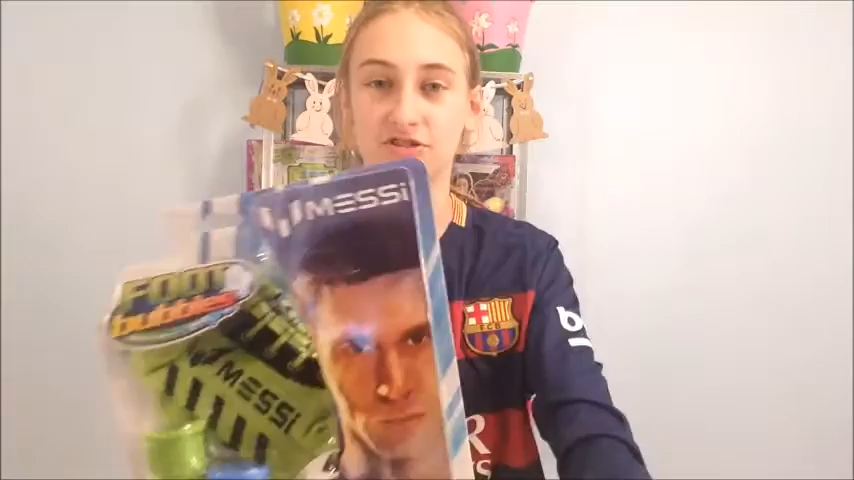 MESSi
FOOT
bubbles
MESSi
FCB
b
R